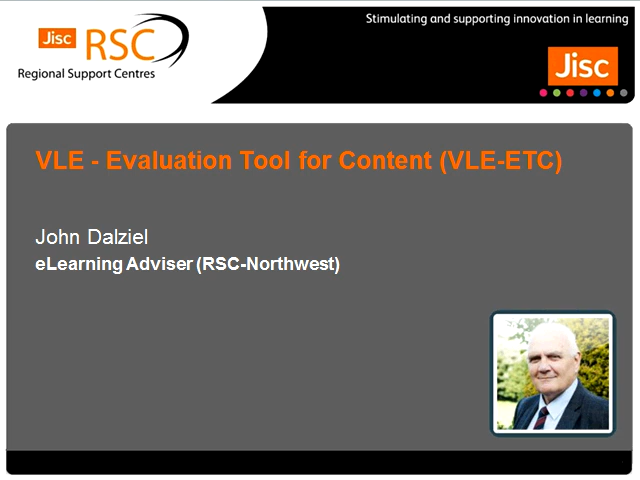 Stimulating and supporting innovation in learning
Jisc RSC
Regional Support Centres
Jisc
VLE - Evaluation Tool for Content (VLE-ETC)
John Dalziel
eLearning Adviser (RSC-Northwest)